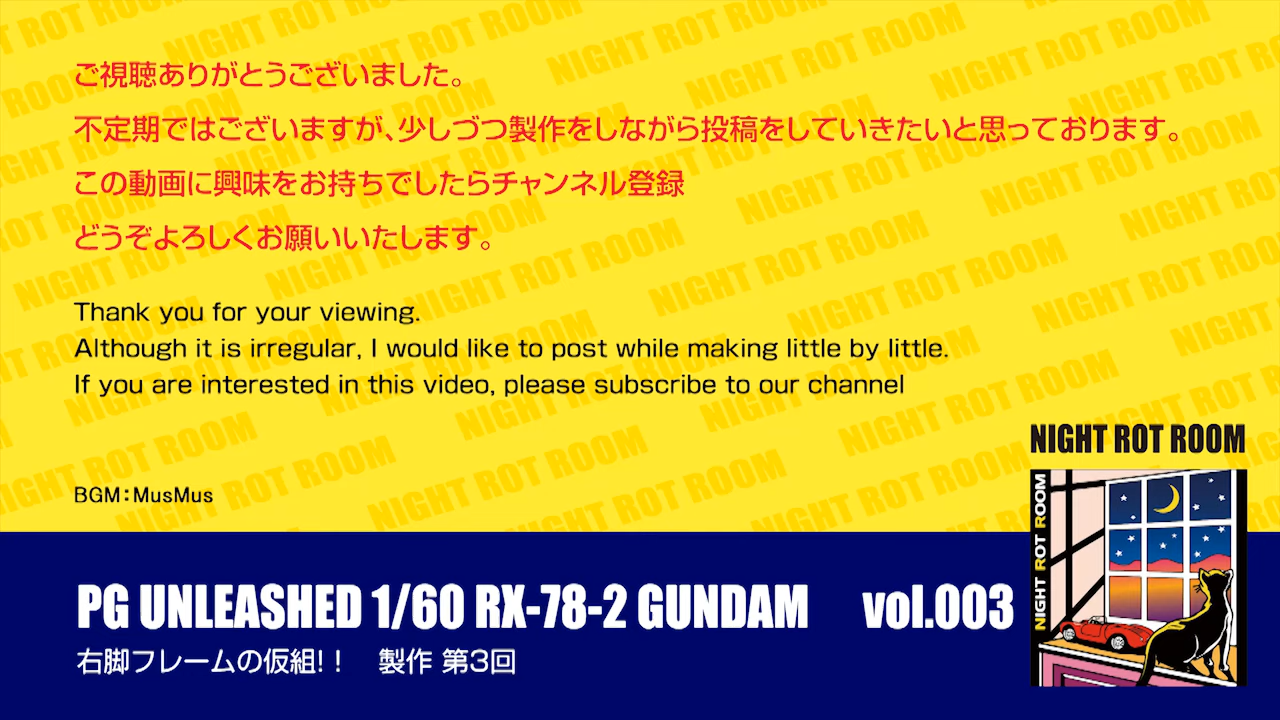 ご視聴ありがとうございました。
不定期ではございますが、少しづつ製作をしながら投稿をしていきたいと思っております。
この動画に興味をお持ちでしたらチャンネル登録
どうぞよろしくお願いいたします。
Thank you for your viewing.
Although it is irregular, I would like to post while making little by little.
If you are interested in this video, please subscribe to our channel
BGM：MusMus
NIGHT ROT ROOM
NIGHT ROT ROOM
PG UNLEASHED 1/60 RX-78-2 GUNDAM vol.003
右脚フレームの仮組!！ 製作 第3回